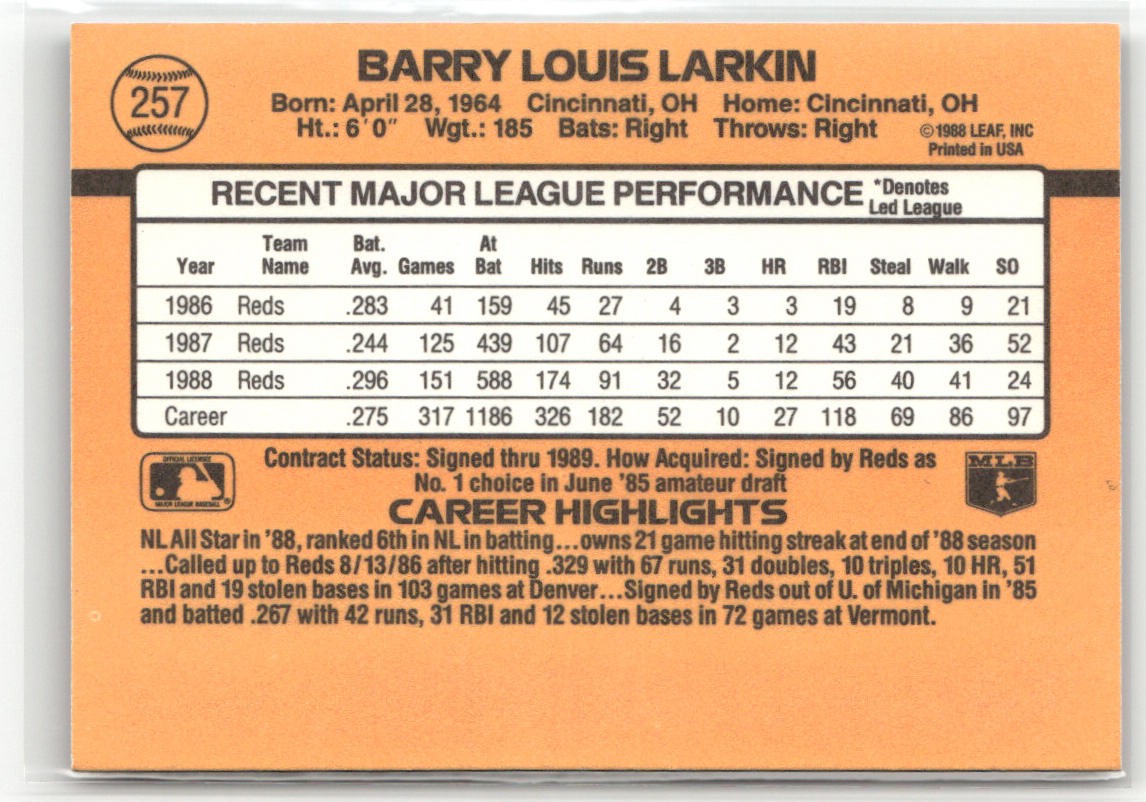 257
BARRY LOUIS LARKIN
Born: April 28, 1964 Cincinnati, OH Home: CIncinnati, OH
Ht.: 6'0" Wgt.: 185 Bats: Right Throws: Right ©1988 LEAF, INC
Printed in USA
RECENT MAJOR LEAGUE PERFORMANCE *Denotes
Led League
Year Team Name Bat. Avg. Games At Bat Hits Runs 2B 3B HR RBI Steal Walk SO
1986 Reds .283 41 159 45 27 4 3 3 19 8 9 21
1987 Reds .244 125 439 107 64 16 2 12 43 21 36 52
1988 Reds .296 151 588 174 91 32 5 12 56 40 41 24
Career .275 317 1186 326 182 52 10 27 118 69 86 97
OFFICIAL LICENSEE
MAJOR LEAGUE BASEBALL
®
Contract Status: Signed thru 1989. How Acquired: Signed by Reds as
No. 1 choice in June '85 amateur draft
MLB
CAREER HIGHLIGHTS
NL All Star in '88, ranked 6th in NL in batting...owns 21 game hitting streak at end of '88 season
...Called up to Reds 8/13/86 after hitting .329 with 67 runs, 31 doubles, 10 triples, 10 HR, 51
RBI and 19 stolen bases in 103 games at Denver...Signed by Reds out of U. of Michigan in '85
and batted .267 with 42 runs, 31 RBI and 12 stolen bases in 72 games at Vermont.